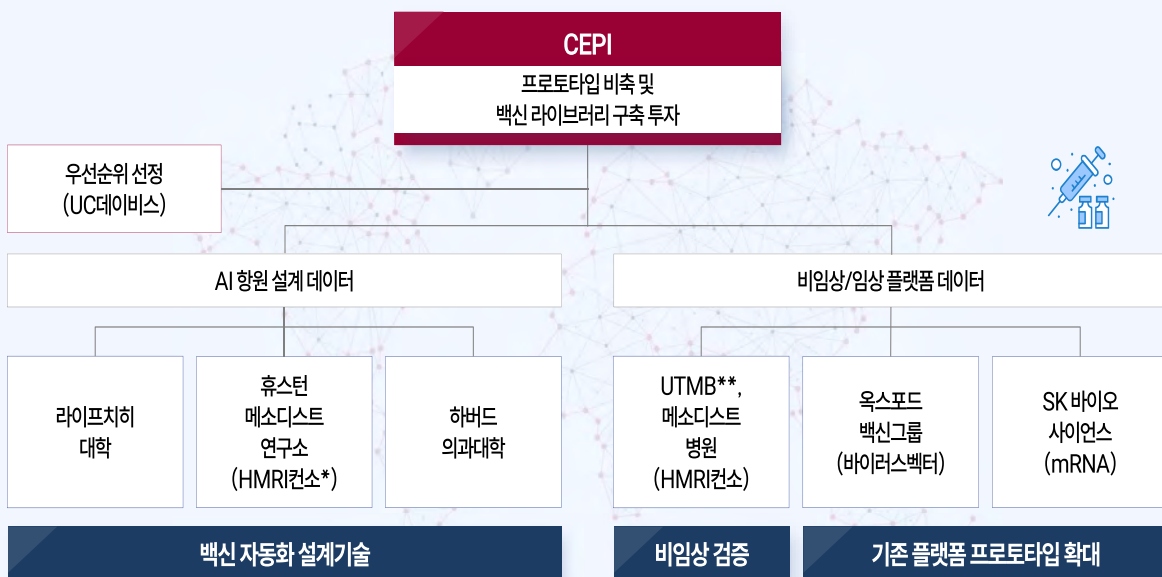 CEPI
프로토타입 비축 및
백신 라이브러리 구축 투자
우선순위 선정
(UC데이비스)
AI 항원 설계 데이터
비임상/임상 플랫폼 데이터
라이프치히
대학
휴스턴
메소디스트
연구소
(HMRI컨소*)
하버드
의과대학
UTMB**,
메소디스트
병원
(HMRI컨소)
옥스포드
백신그룹
(바이러스벡터)
SK 바이오
사이언스
(mRNA)
백신 자동화 설계기술
비임상 검증
기존 플랫폼 프로토타입 확대